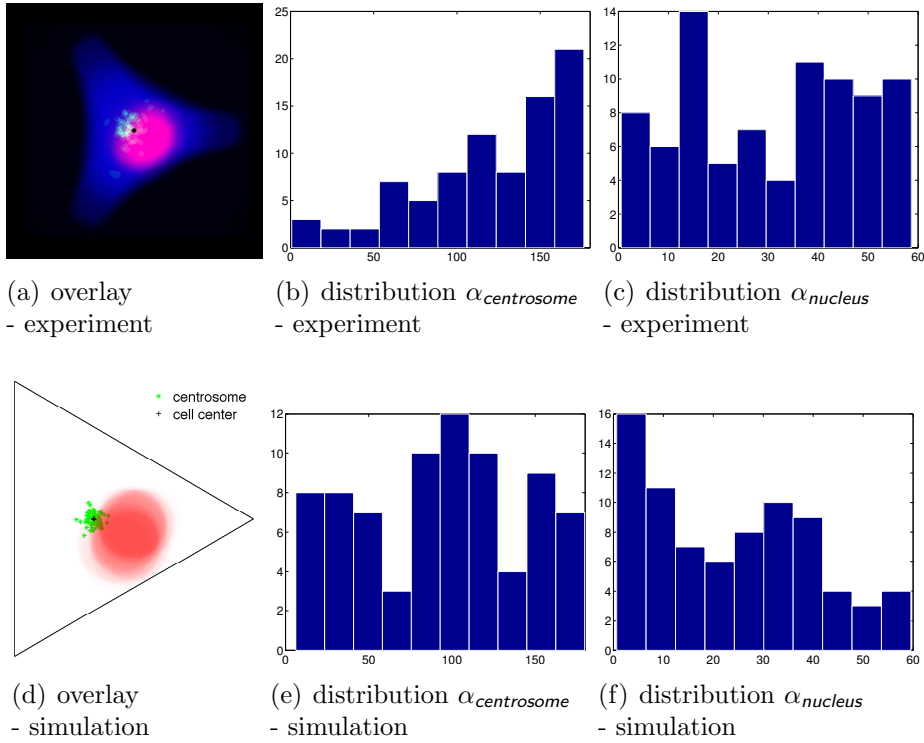 25
20
15
10
5
0
0 50 100 150
14
12
10
8
6
4
2
0
0 10 20 30 40 50 60
(a) overlay
- experiment
(b) distribution αcentrosome
- experiment
(c) distribution αnucleus
- experiment
centrosome
+ cell center
12
10
8
6
4
2
0
0 50 100 150
16
14
12
10
8
6
4
2
0
0 10 20 30 40 50 60
(d) overlay
- simulation
(e) distribution αcentrosome
- simulation
(f) distribution αnucleus
- simulation